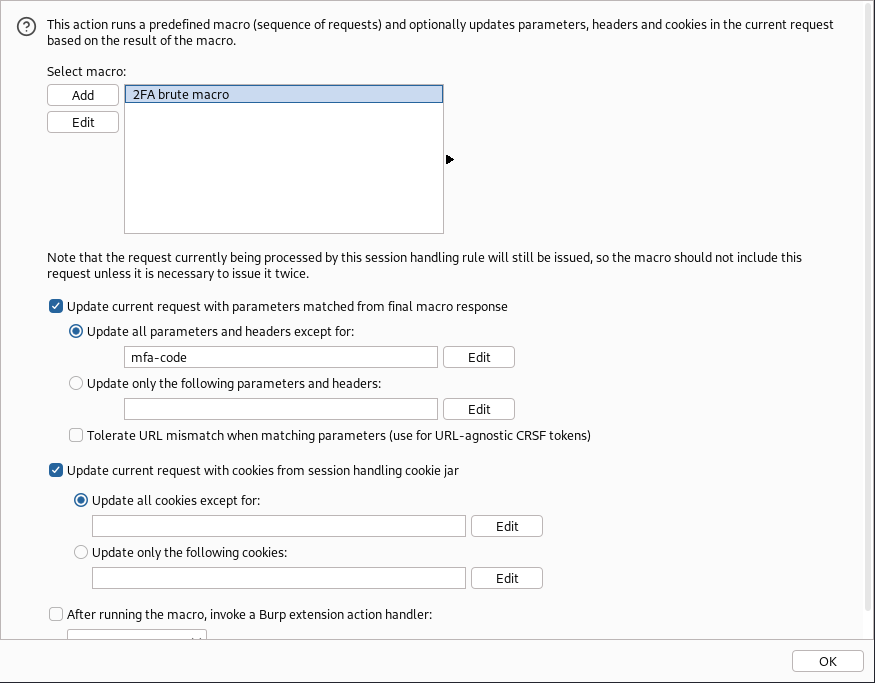 This action runs a predefined macro (sequence of requests) and optionally updates parameters, headers and cookies in the current request
based on the result of the macro.
Select macro:
Add
2FA brute macro
Edit
Note that the request currently being processed by this session handling rule will still be issued, so the macro should not include this
request unless it is necessary to issue it twice.
Update current request with parameters matched from final macro response
Update all parameters and headers except for:
mfa-code
Edit
Update only the following parameters and headers:
Edit
Tolerate URL mismatch when matching parameters (use for URL-agnostic CRSF tokens)
Update current request with cookies from session handling cookie jar
Update all cookies except for:
Edit
Update only the following cookies:
Edit
After running the macro, invoke a Burp extension action handler:
OK